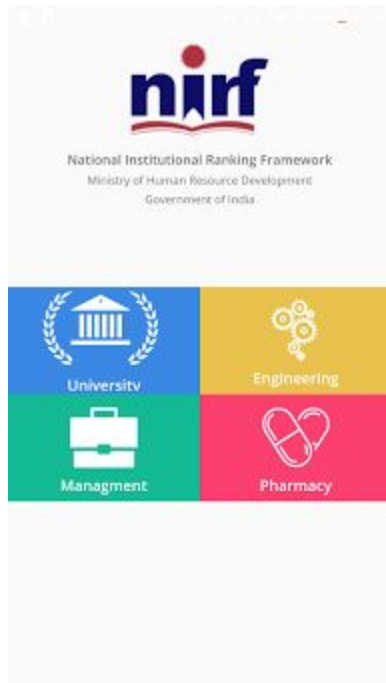 nirf
National Institutional Ranking Framework
Ministry of Human Resource Development
Government of India
University
Engineering
Managment
Pharmacy